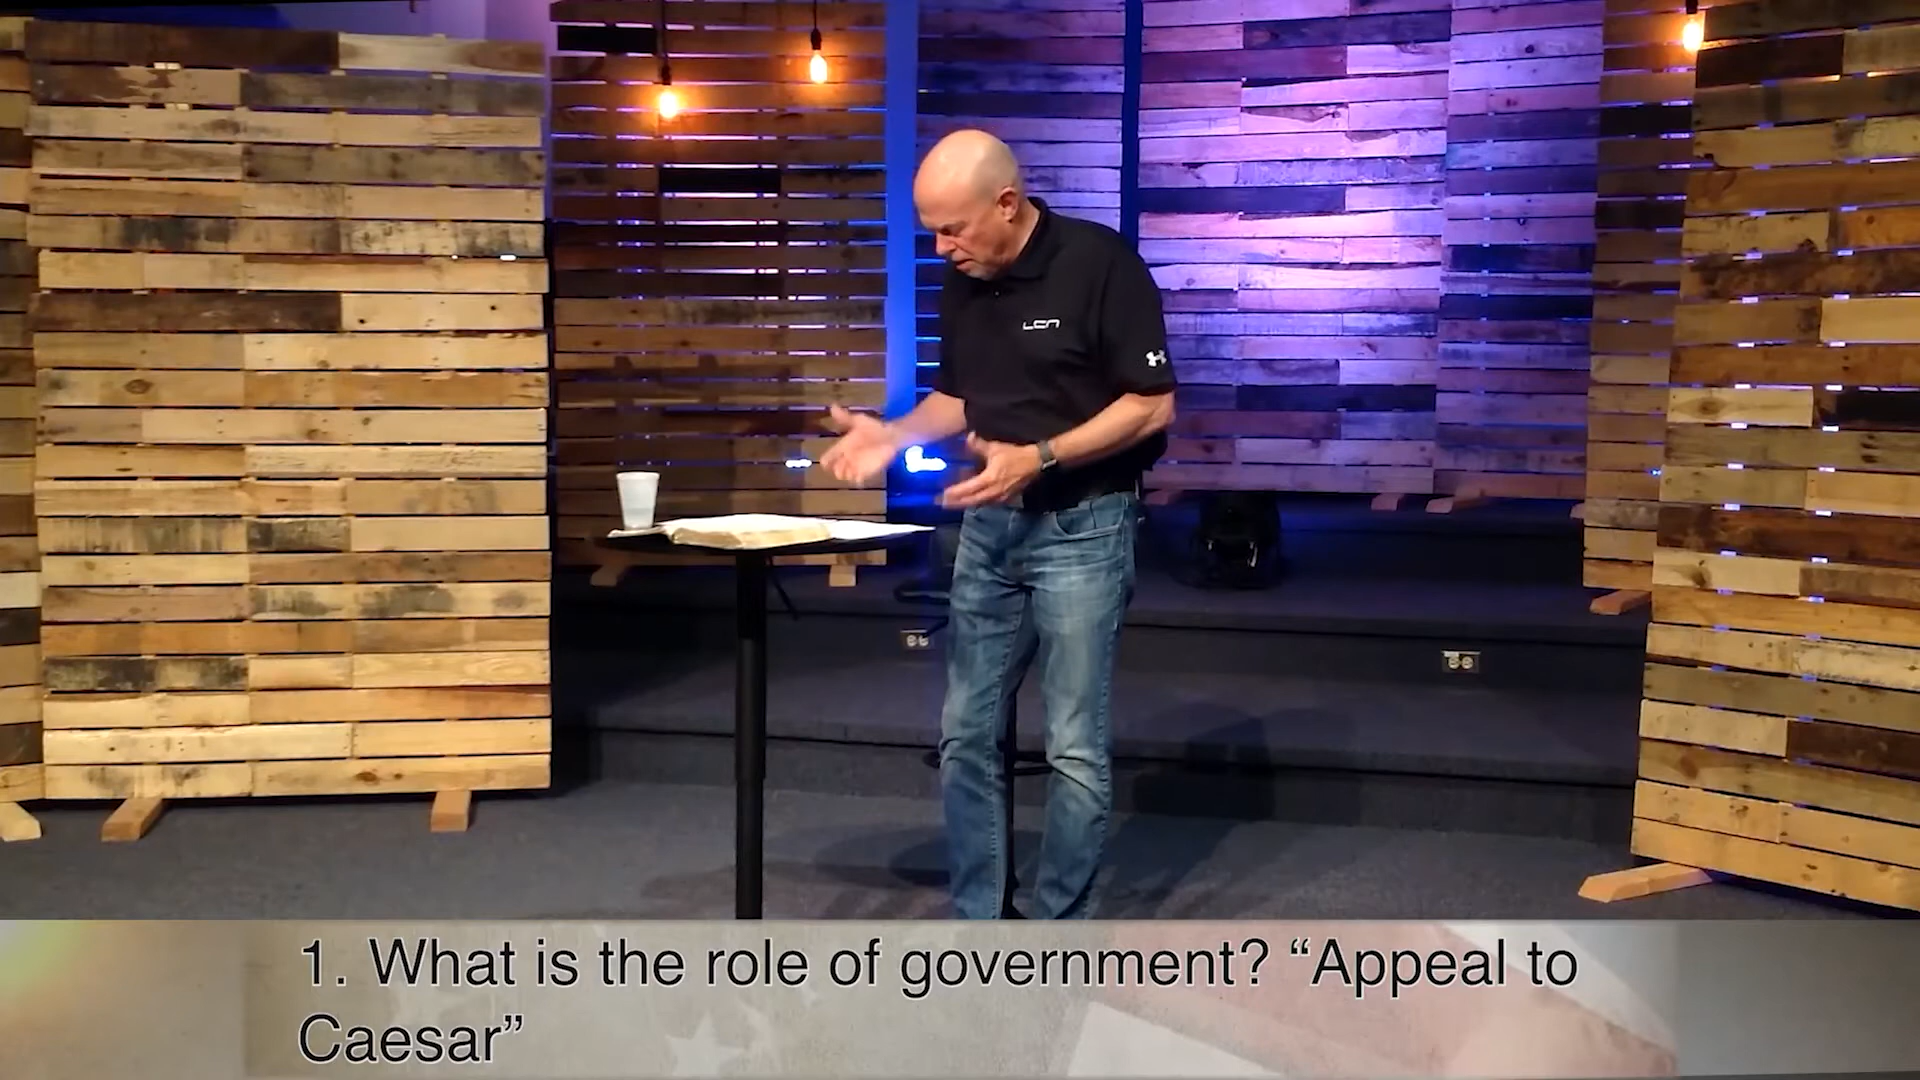 LCN
1. What is the role of government? “Appeal to
Caesar”